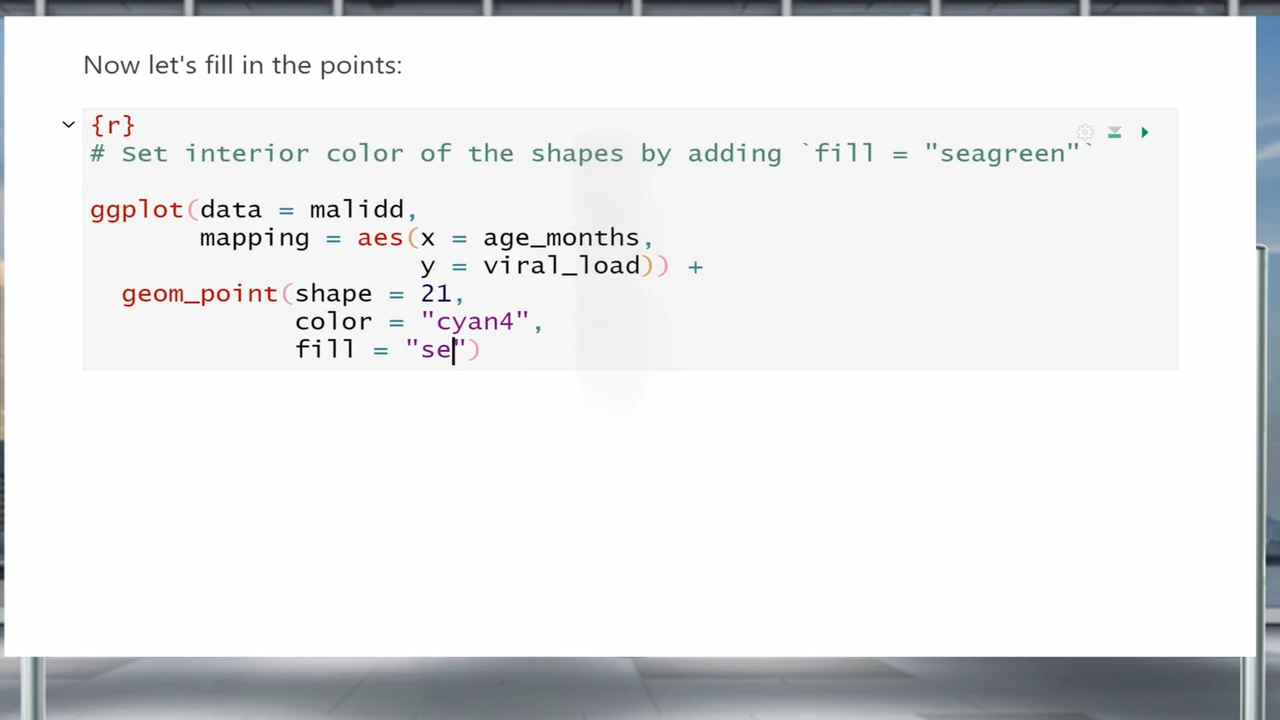 Now let's fill in the points:
{r}
# Set interior color of the shapes by adding `fill = "seagreen"`
ggplot(data = malidd,
mapping = aes(x = age_months,
y = viral_load)) +
geom_point(shape = 21,
color = "cyan4",
fill = "se")